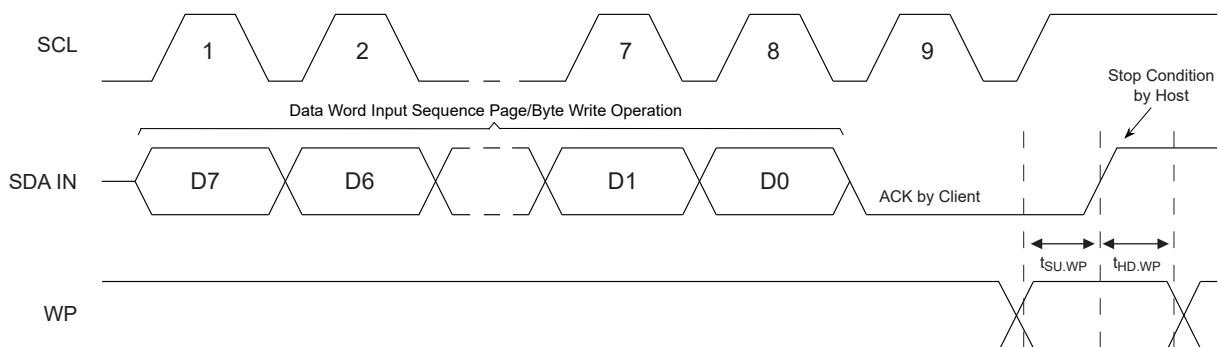 SCL
1
2
7
8
9
Stop Condition
by Host
Data Word Input Sequence Page/Byte Write Operation
SDA IN
D7
D6
D1
D0
ACK by Client
tSU.WP
tHD.WP
WP